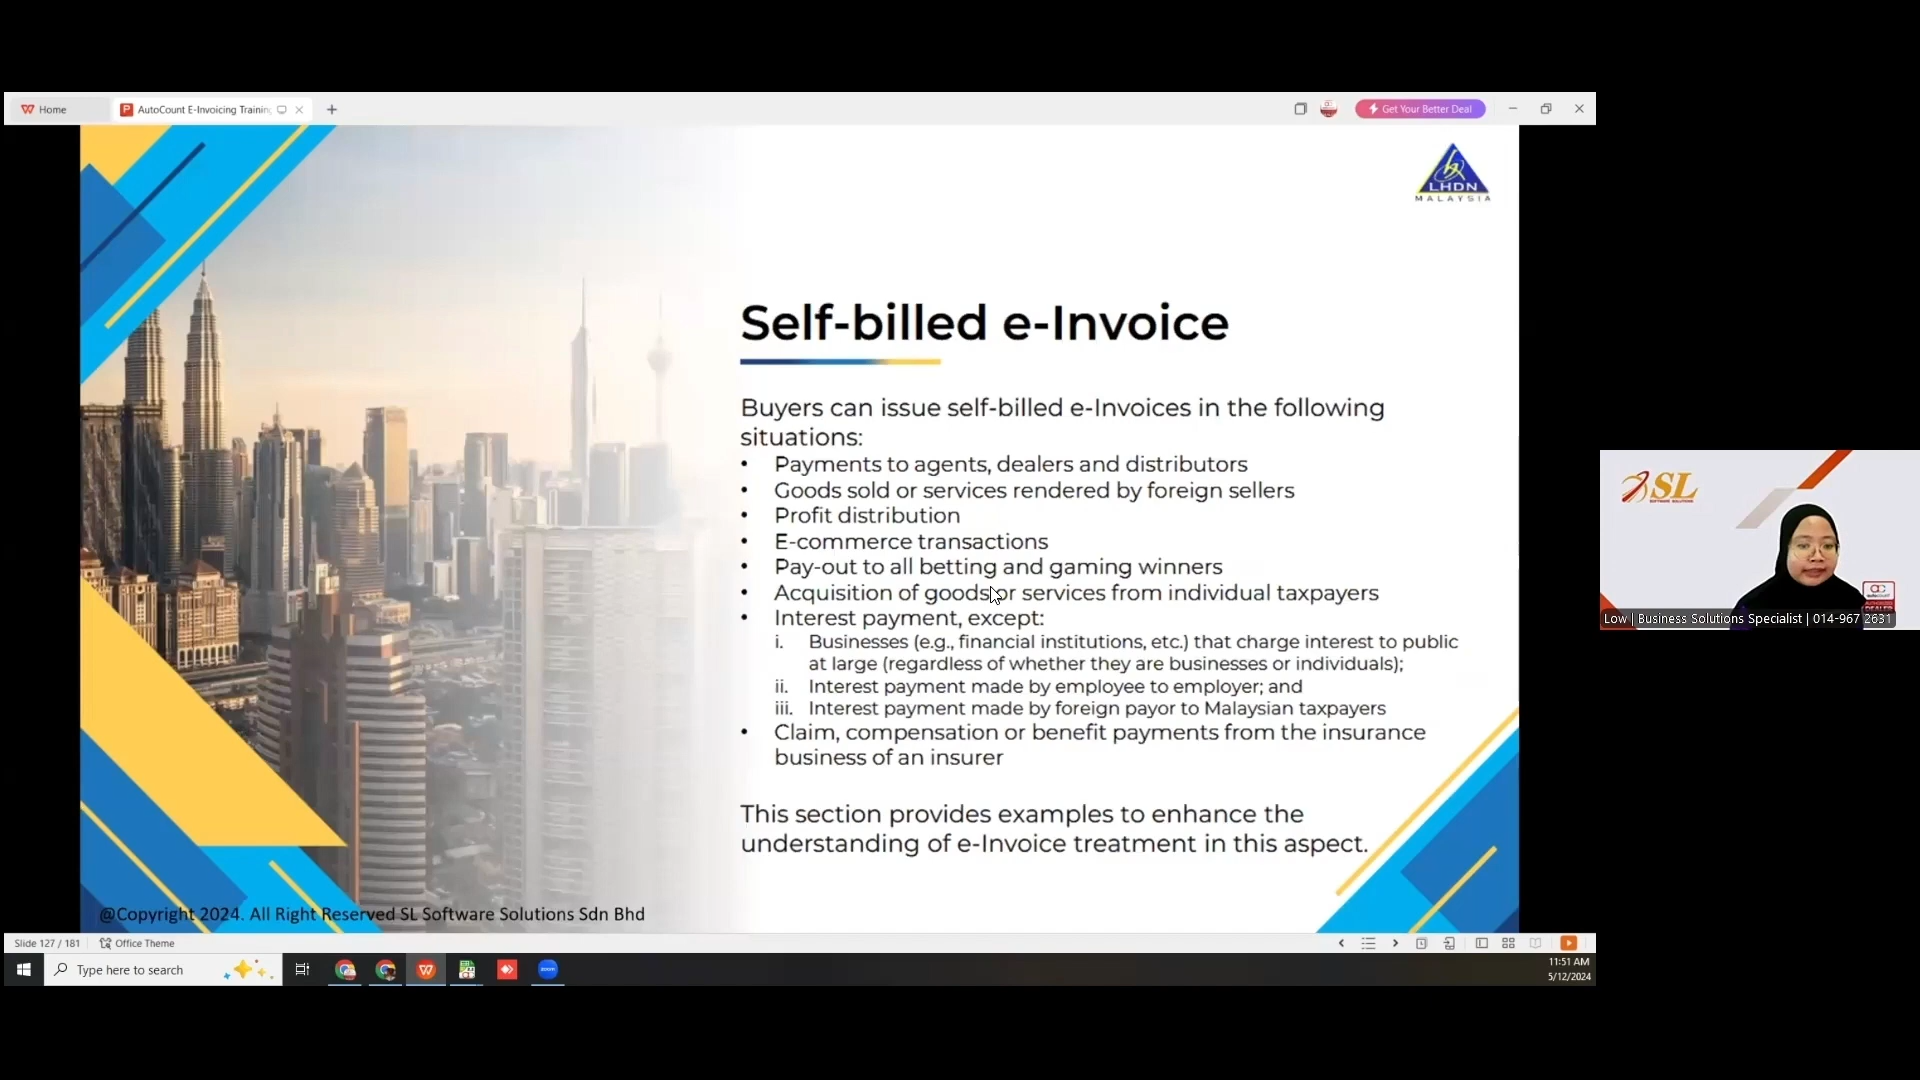 Home
AutoCount E-Invoicing Training
Get Your Better Deal
LHDN
MALAYSIA
Self-billed e-Invoice
Buyers can issue self-billed e-Invoices in the following
situations:
• Payments to agents, dealers and distributors
• Goods sold or services rendered by foreign sellers
• Profit distribution
• E-commerce transactions
• Pay-out to all betting and gaming winners
• Acquisition of goods or services from individual taxpayers
• Interest payment, except:
i. Businesses (e.g., financial institutions, etc.) that charge interest to public
at large (regardless of whether they are businesses or individuals);
ii. Interest payment made by employee to employer; and
iii. Interest payment made by foreign payor to Malaysian taxpayers
• Claim, compensation or benefit payments from the insurance
business of an insurer
This section provides examples to enhance the
understanding of e-Invoice treatment in this aspect.
@Copyright 2024. All Right Reserved SL Software Solutions Sdn Bhd
SL
SOFTWARE SOLUTIONS
Low | Business Solutions Specialist | 014-967 2631
Slide 127 / 181
Office Theme
Type here to search
zoom
11:51 AM
5/12/2024